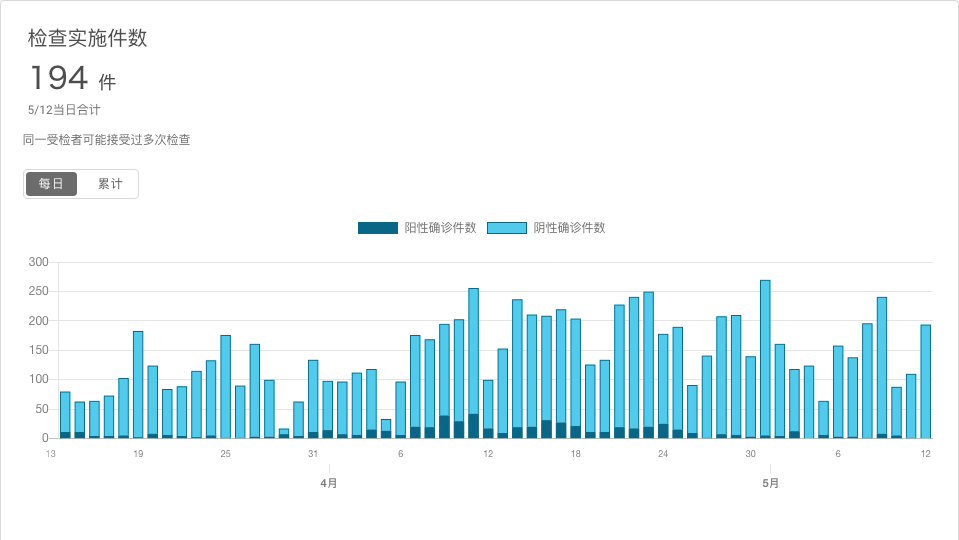 检查实施件数
194 件
5/12当日合计
同一受检者可能接受过多次检查
每日 累计
阳性确诊件数 阴性确诊件数
300
250
200
150
100
50
0
13 19 25 31 6 12 18 24 30 6 12
4月 5月